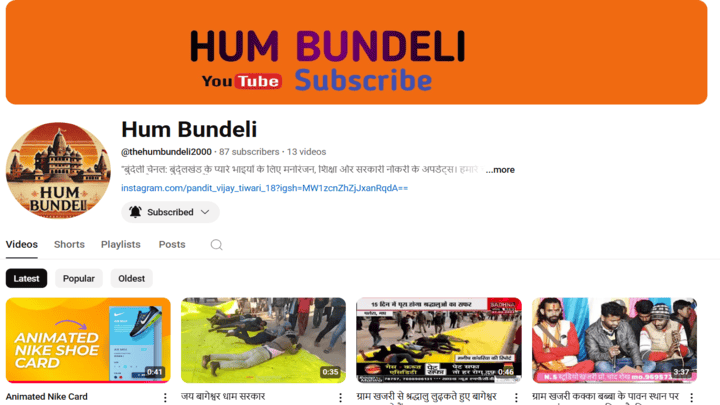 HUM BUNDELI
YouTube Subscribe
HUM
BUNDELI
Hum Bundeli
@thehumbundeli2000 · 87 subscribers · 13 videos
"बुंदेली चैनल: बुंदेलखंड के प्यारे भाइयों के लिए मनोरंजन, शिक्षा और सरकारी नौकरी के अपडेट्स। हमारे ...more
instagram.com/pandit_vijay_tiwari_18?igsh=MW1zcnZhZjJxanRqdA==
Subscribed
Videos Shorts Playlists Posts
Latest Popular Oldest
ANIMATED
NIKE SHOE
CARD
0:41
0:35
15 दिन में पूरा होगा श्रद्धालुओं का सफर
SADHNA
0:46
3:37
Animated Nike Card
जय बागेश्वर धाम सरकार
ग्राम खजरी से श्रद्धालु लुढ़कते हुए बागेश्वर
ग्राम खजरी कक्का बब्बा के पावन स्थान पर